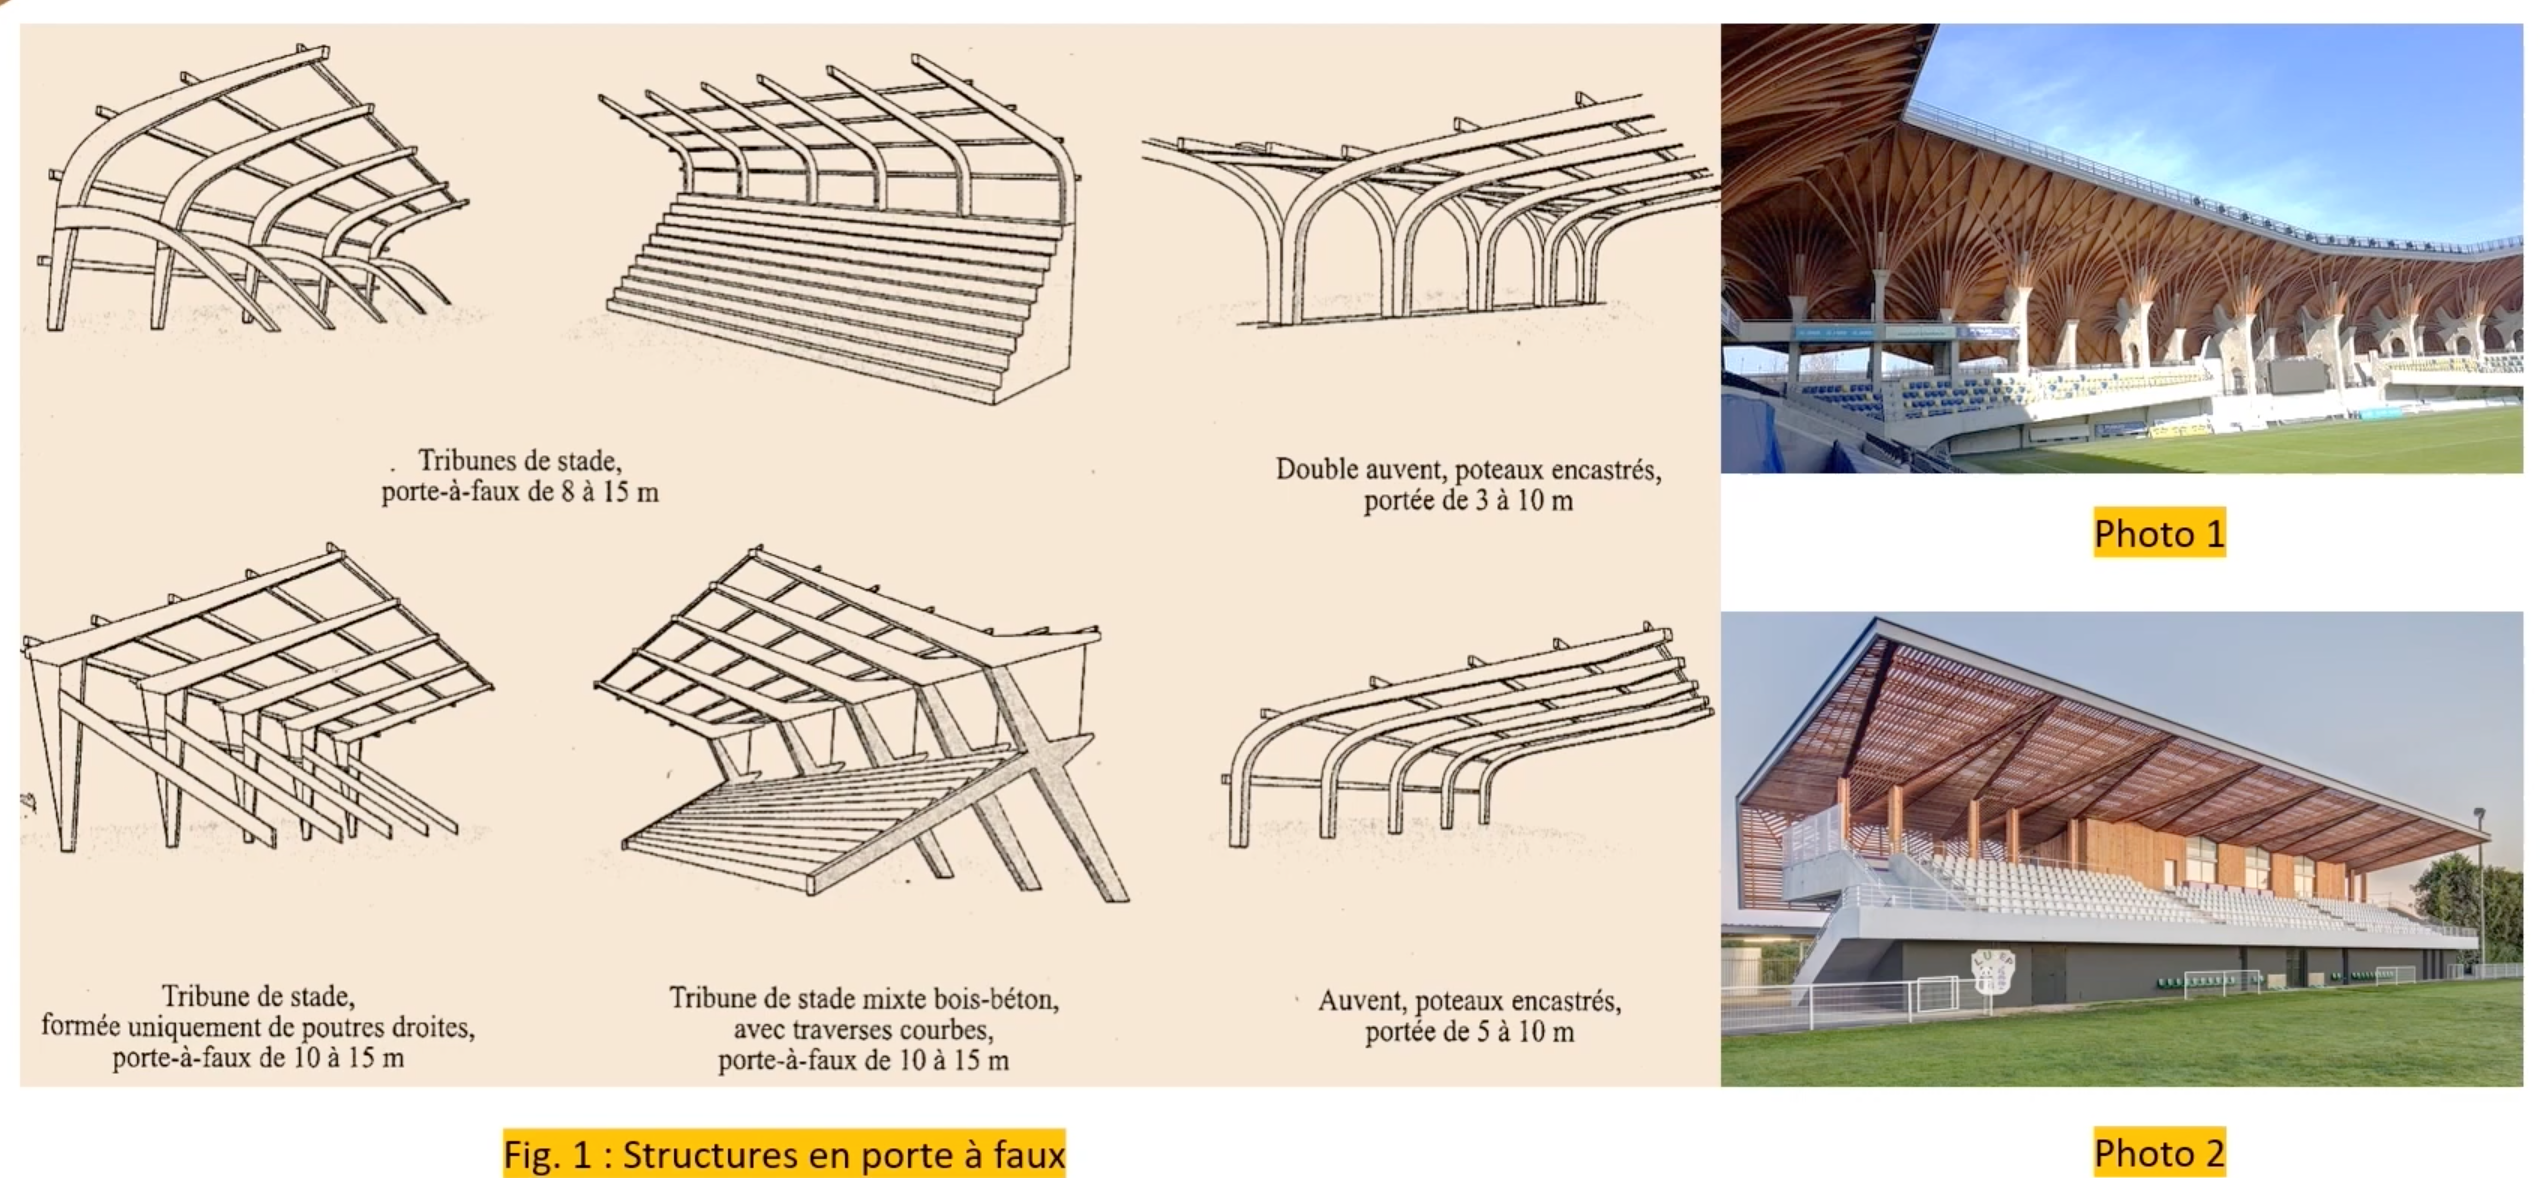 Tribunes de stade,
porte-à-faux de 8 à 15 m
Double auvent, poteaux encastrés,
portée de 3 à 10 m
Photo 1
Tribune de stade,
formée uniquement de poutres droites,
porte-à-faux de 10 à 15 m
Tribune de stade mixte bois-béton,
avec traverses courbes,
porte-à-faux de 10 à 15 m
Auvent, poteaux encastrés,
portée de 5 à 10 m
Fig. 1 : Structures en porte à faux
Photo 2